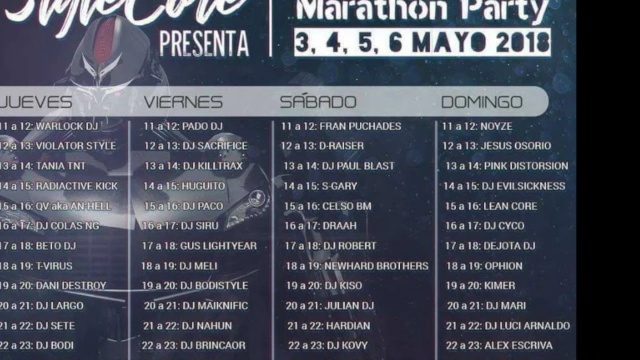 StyleCore
PRESENTA
Marathon Party
3, 4, 5, 6 MAYO 2018
JUEVES
11 a 12: WARLOCK DJ
12 a 13: VIOLATOR STYLE
13 a 14: TANIA TNT
14 a 15: RADIACTIVE KICK
15 a 16: QV aka AN HELL
16 a 17: DJ COLAS NG
17 a 18: BETO DJ
18 a 19: T-VIRUS
19 a 20: DANI DESTROY
20 a 21: DJ LARGO
21 a 22: DJ SETE
22 a 23: DJ BODI
VIERNES
11 a 12: PADO DJ
12 a 13: DJ SACRIFICE
13 a 14: DJ KILLTRAX
14 a 15: HUGUITO
15 a 16: DJ PACO
16 a 17: DJ SIRU
17 a 18: GUS LIGHTYEAR
18 a 19: DJ MELI
19 a 20: DJ BODISTYLE
20 a 21: DJ MAIKNIFIC
21 a 22: DJ NAHUN
22 a 23: DJ BRINCAOR
SÁBADO
11 a 12: FRAN PUCHADES
12 a 13: D-RAISER
13 a 14: DJ PAUL BLAST
14 a 15: S-GARY
15 a 16: CELSO BM
16 a 17: DRAAH
17 a 18: DJ ROBERT
18 a 19: NEWHARD BROTHERS
19 a 20: DJ KISO
20 a 21: JULIAN DJ
21 a 22: HARDIAN
22 a 23: DJ KOVY
DOMINGO
11 a 12: NOYZE
12 a 13: JESUS OSORIO
13 a 14: PINK DISTORSION
14 a 15: DJ EVILSICKNESS
15 a 16: LEAN CORE
16 a 17: DJ CYCO
17 a 18: DEJOTA DJ
18 a 19: OPHION
19 a 20: KIMER
20 a 21: DJ MARI
21 a 22: DJ LUCI ARNALDO
22 a 23: ALEX ESCRIVA